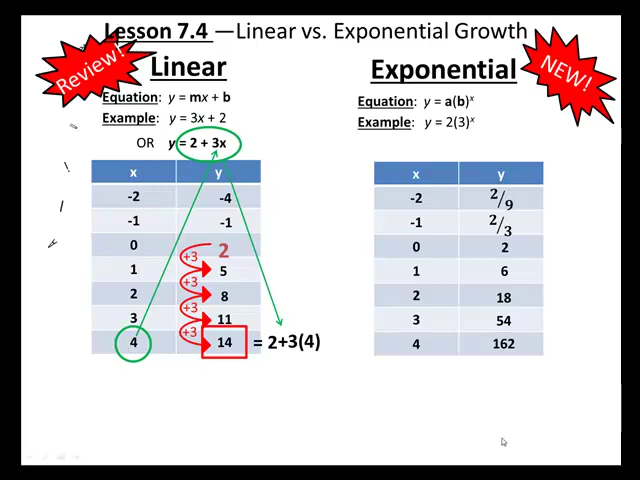 Lesson 7.4 —Linear vs. Exponential Growth
Review!
NEW!
Linear
Equation: y = mx + b
Example: y = 3x + 2
OR y = 2 + 3x
x y
-2 -4
-1 -1
0 2
1 5
2 8
3 11
4 14
+3
+3
+3
+3
= 2+3(4)
Exponential
Equation: y = a(b)ˣ
Example: y = 2(3)ˣ
x y
-2 2/9
-1 2/3
0 2
1 6
2 18
3 54
4 162